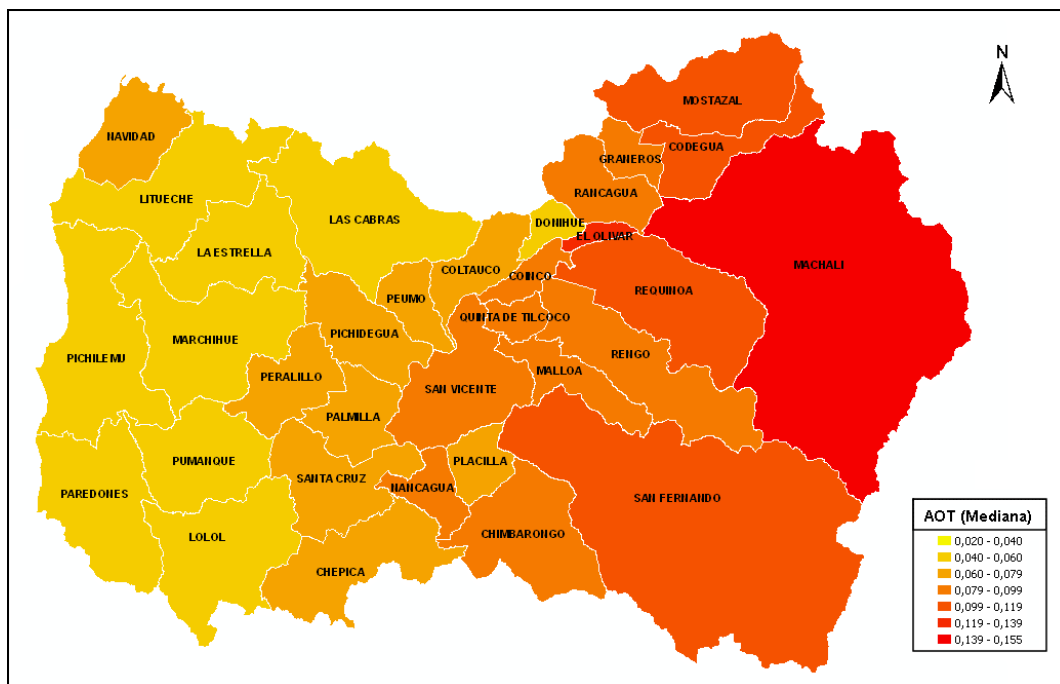 N
MOSTAZAL
NAVIDAD
CODEGUA
GRANEROS
RANCAGUA
LITUECHE
LAS CABRAS
DONIHUE
EL OLIVAR
LA ESTRELLA
COLTAUCO
COINCO
MACHALI
REQUINOA
PEUMO
QUINTA DE TILCOCO
PICHIDEGUA
MARCHIHUE
PICHILEMU
RENGO
MALLOA
PERALILLO
SAN VICENTE
PALMILLA
PUMANQUE
PLACILLA
SANTA CRUZ
NANCAGUA
PAREDONES
SAN FERNANDO
LOLOL
CHIMBARONGO
CHEPICA
AOT (Mediana)
0,020 - 0,040
0,040 - 0,060
0,060 - 0,079
0,079 - 0,099
0,099 - 0,119
0,119 - 0,139
0,139 - 0,155